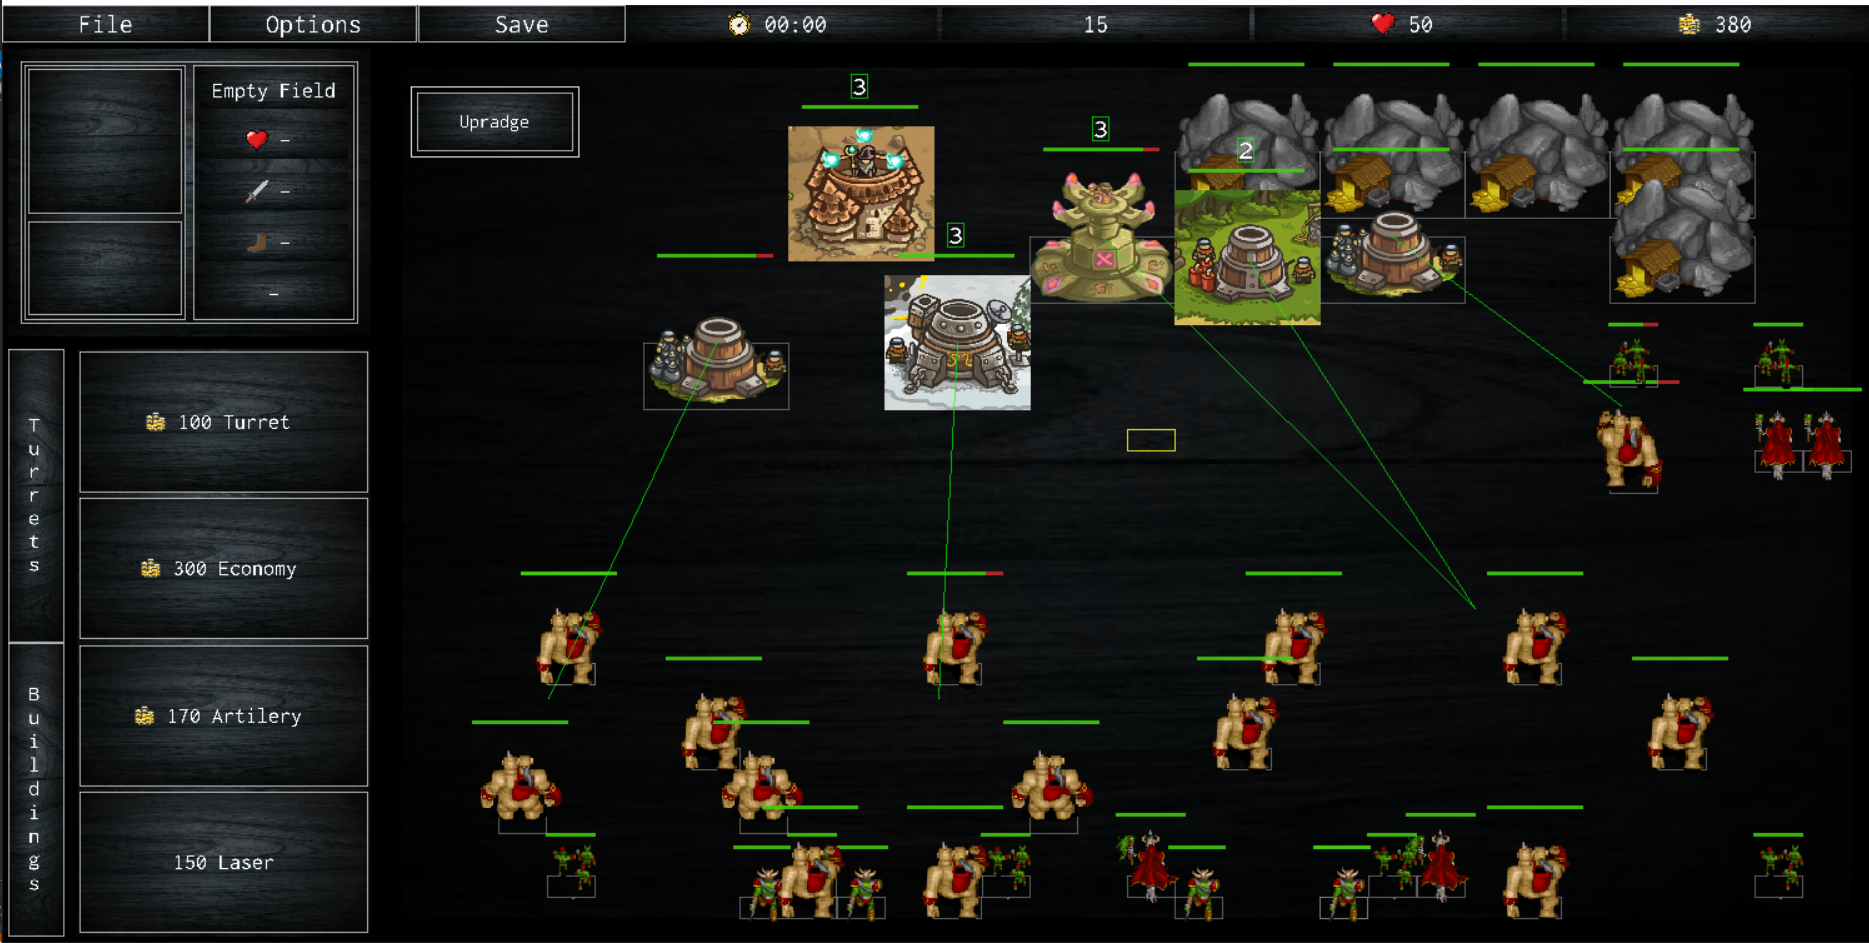 File Options Save 00:00 15 50 380
Empty Field
-
-
-
-
Upradge
3
3
2
3
Turrets
Buildings
100 Turret
300 Economy
170 Artilery
150 Laser